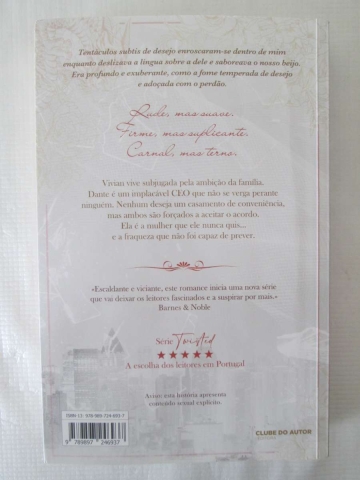 Tentáculos subtis de desejo enroscaram-se dentro de mim
enquanto deslizava a língua sobre a dele e saboreava o nosso beijo.
Era profundo e exuberante, como a fome temperada de desejo
e adoçada com o perdão.
Rude, mas suave.
Firme, mas suplicante.
Carnal, mas terno.
Vivian vive subjugada pela ambição da família.
Dante é um implacável CEO que não se verga perante
ninguém. Nenhum deseja um casamento de conveniência,
mas ambos são forçados a aceitar o acordo.
Ela é a mulher que ele nunca quis...
e a fraqueza que não foi capaz de prever.
«Escaldante e viciante, este romance inicia uma nova série
que vai deixar os leitores fascinados e a suspirar por mais.»
Barnes & Noble
Série Twisted
A escolha dos leitores em Portugal
Aviso: esta história apresenta
conteúdo sexual explícito.
CLUBE DO AUTOR